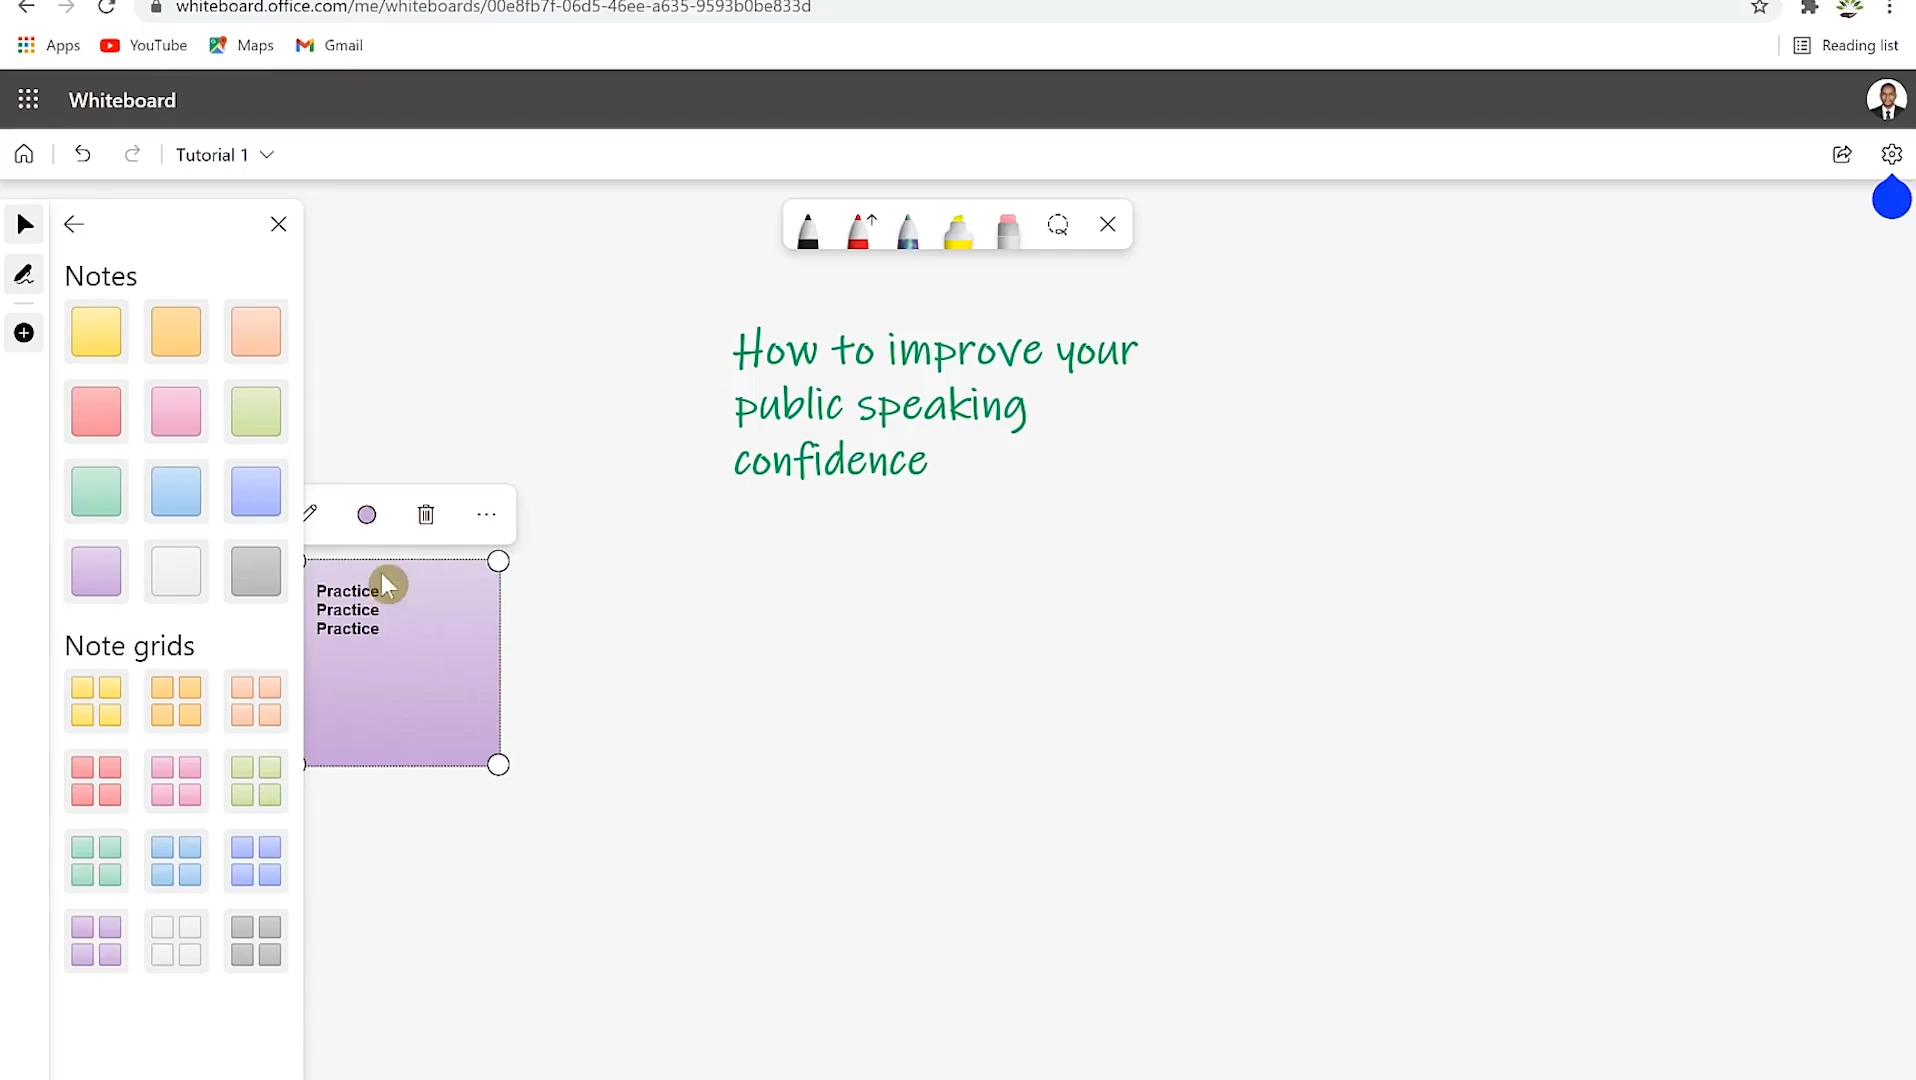 whiteboard.office.com/me/whiteboards/00e8fb7f-06d5-46ee-a635-9593b0be833d
Apps YouTube Maps Gmail Reading list
Whiteboard
Tutorial 1
Notes
How to improve your
public speaking
confidence
Practice
Practice
Practice
Note grids